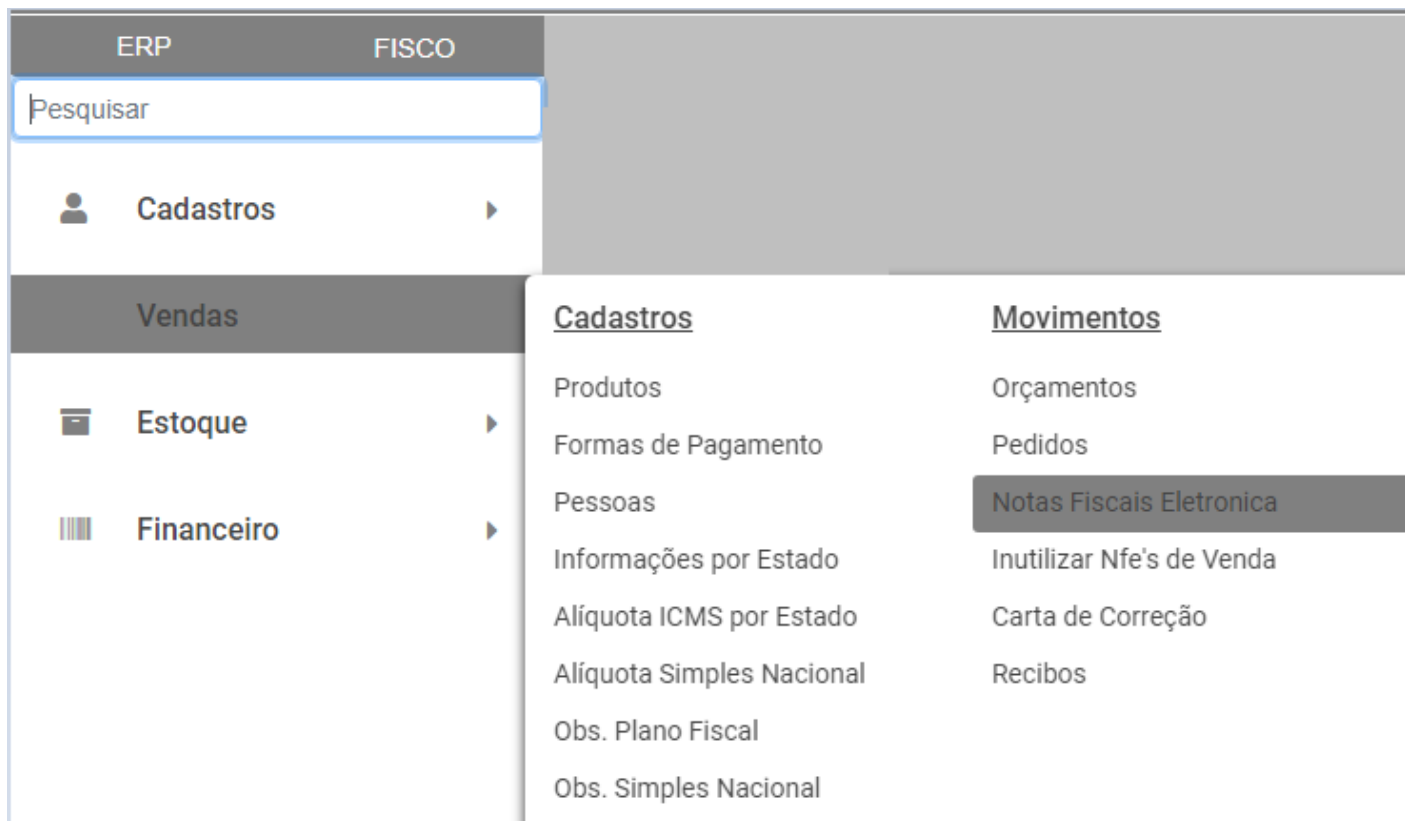 ERP FISCO
Pesquisar
Cadastros
Vendas
Estoque
Financeiro
Cadastros
Produtos
Formas de Pagamento
Pessoas
Informações por Estado
Alíquota ICMS por Estado
Alíquota Simples Nacional
Obs. Plano Fiscal
Obs. Simples Nacional
Movimentos
Orçamentos
Pedidos
Notas Fiscais Eletronica
Inutilizar Nfe's de Venda
Carta de Correção
Recibos